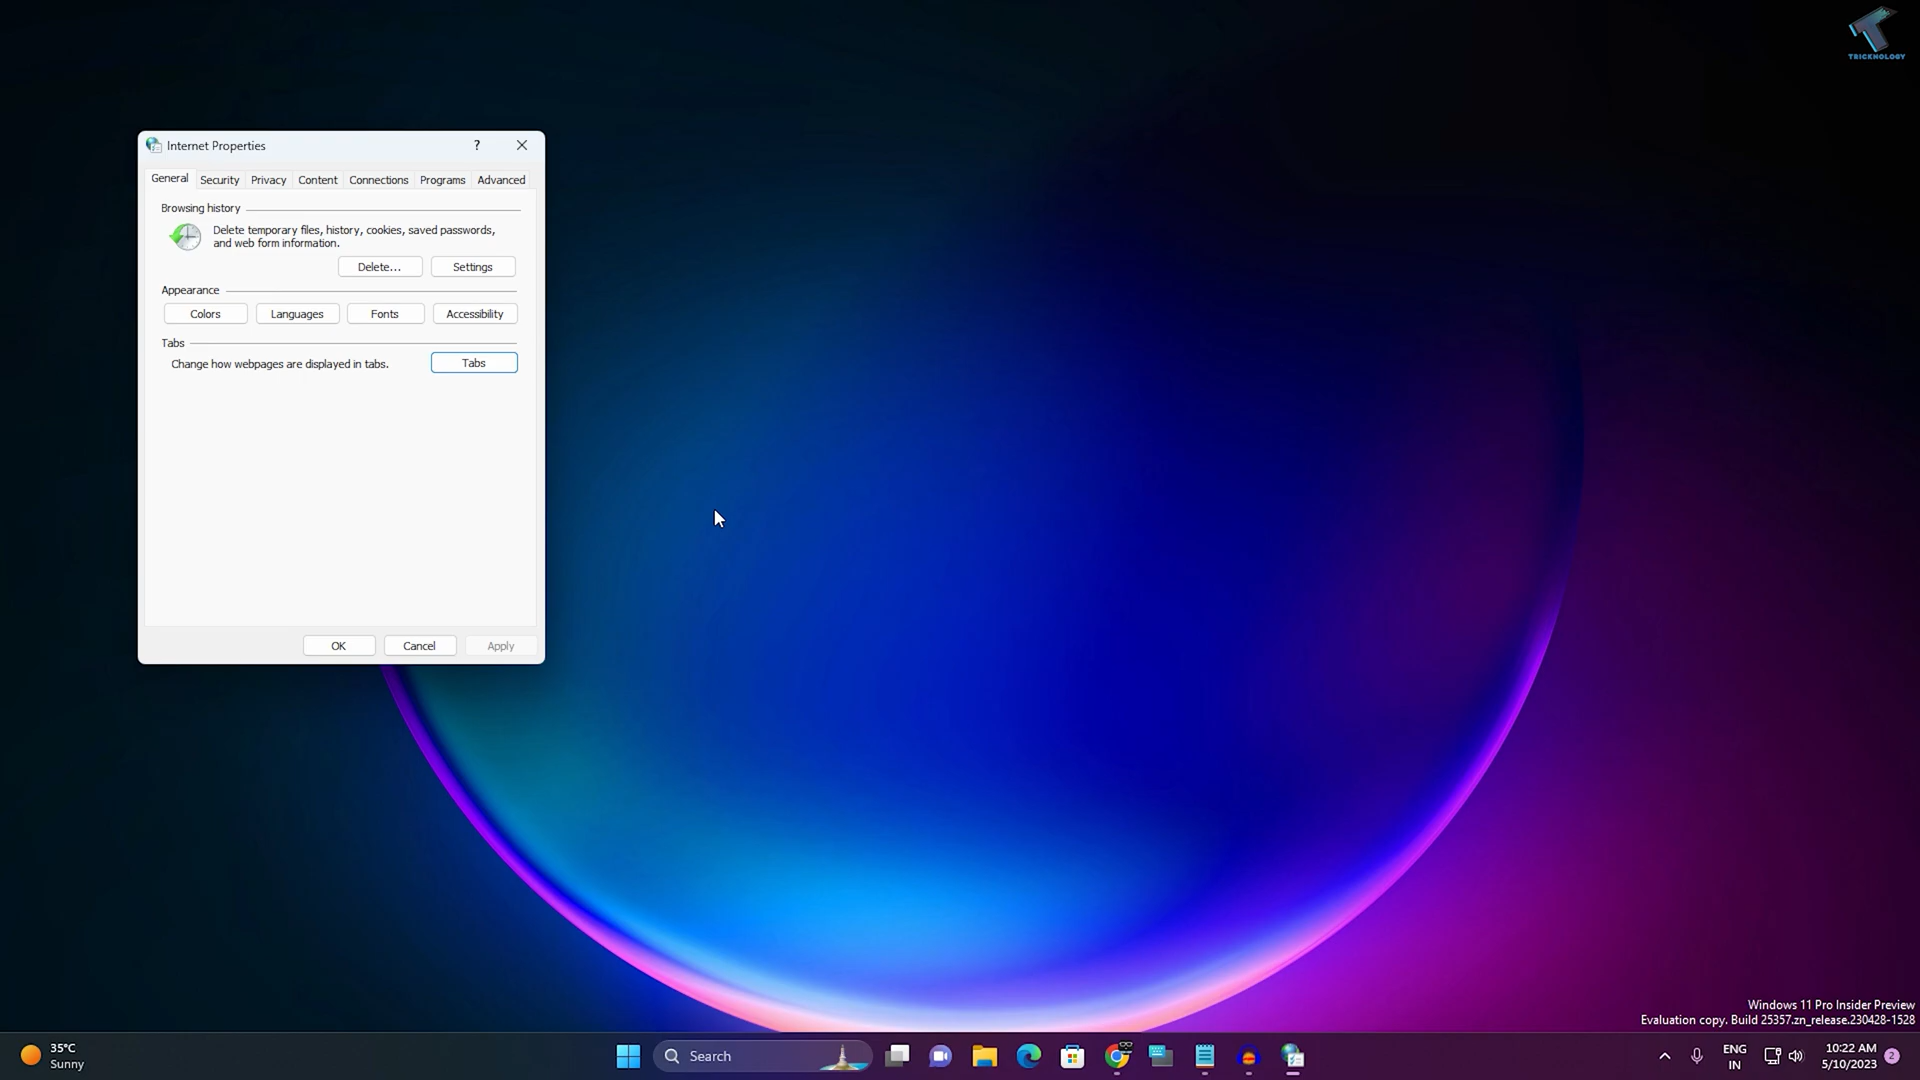 TRICKNOLOGY
Internet Properties
?
General Security Privacy Content Connections Programs Advanced
Browsing history
Delete temporary files, history, cookies, saved passwords,
and web form information.
Delete... Settings
Appearance
Colors Languages Fonts Accessibility
Tabs
Change how webpages are displayed in tabs. Tabs
OK Cancel Apply
Windows 11 Pro Insider Preview
Evaluation copy. Build 25357.zn_release.230428-1528
35°C
Sunny
Search
ENG
IN
10:22 AM
5/10/2023
2